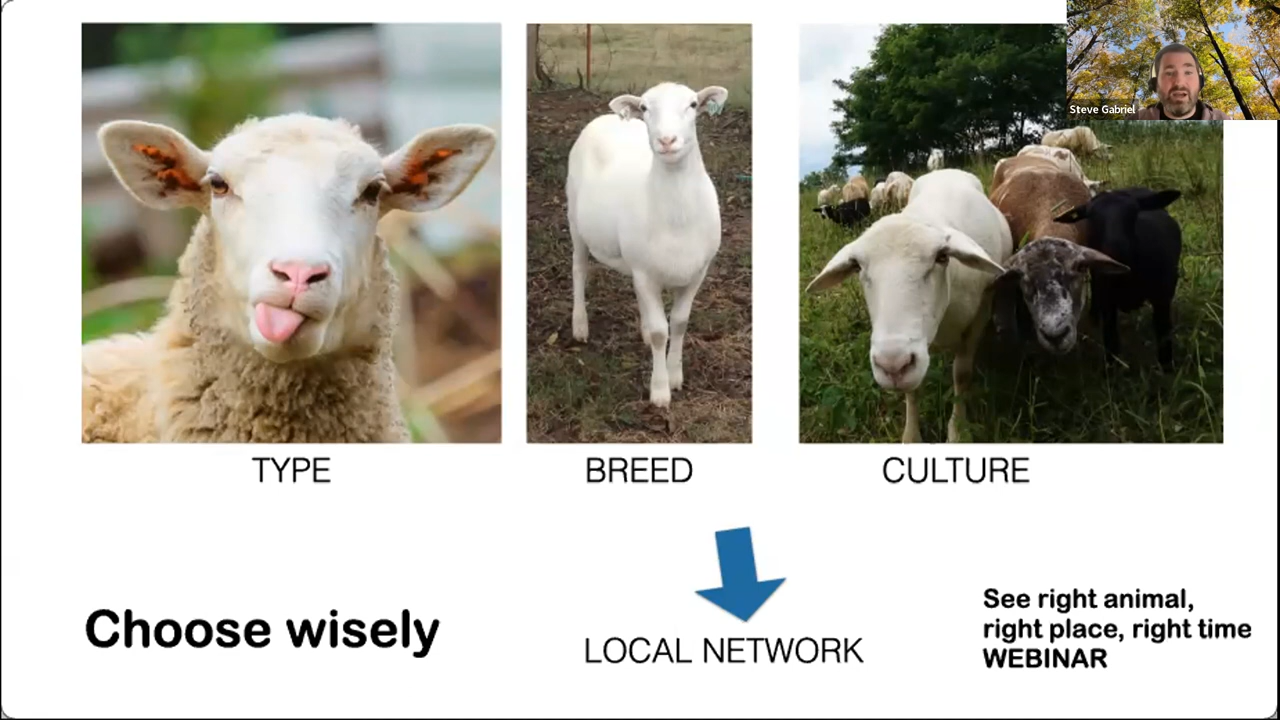 Steve Gabriel
TYPE
BREED
CULTURE
Choose wisely
LOCAL NETWORK
See right animal,
right place, right time
WEBINAR